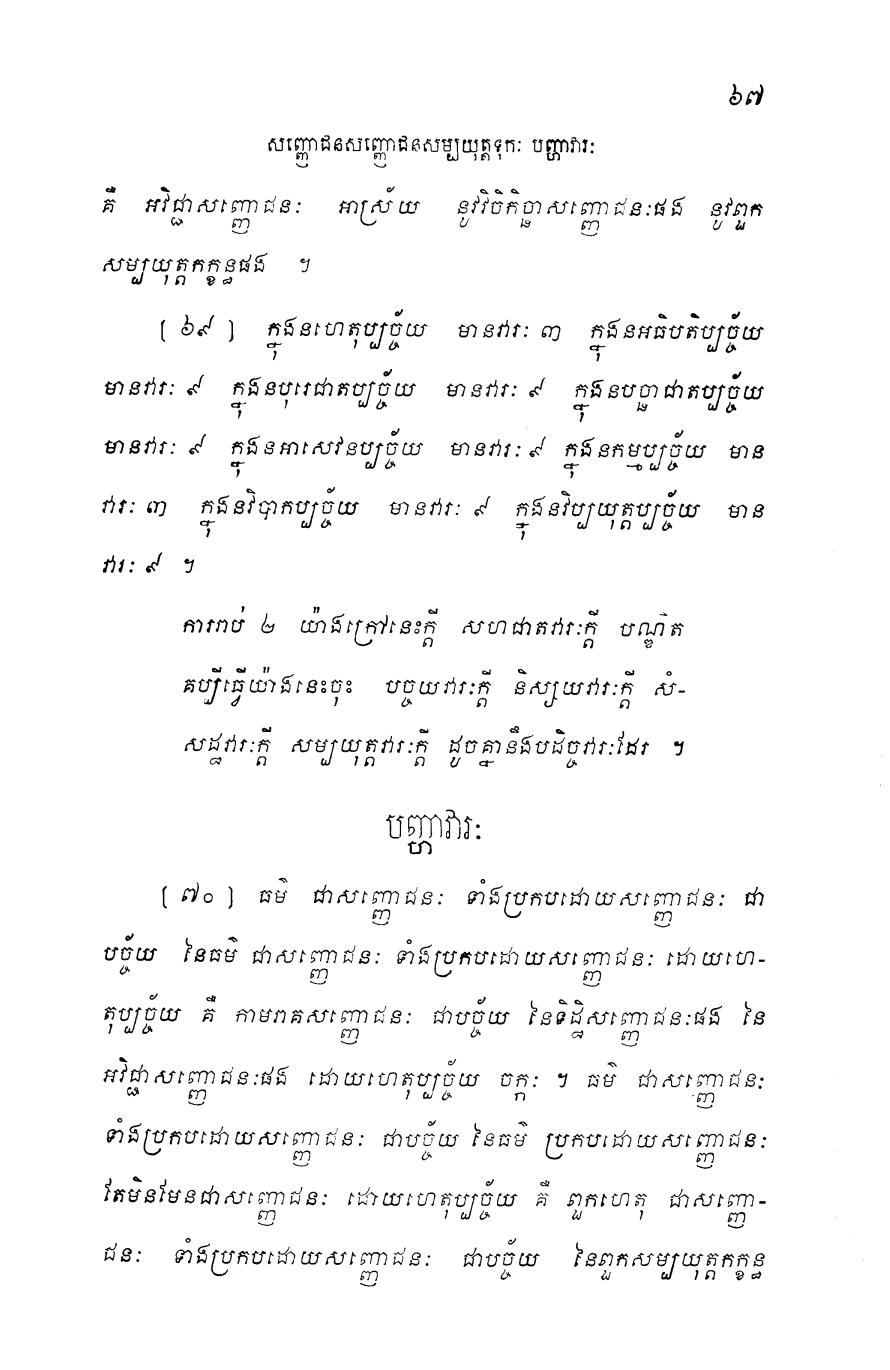 ៦៧
សញ្ញោជនសញ្ញោជនសម្បយុត្តទុកៈ បញ្ហាវារៈ
គឺ អវិជ្ជាសញ្ញោជនៈ អាស្រ័យ នូវវិចិកិច្ឆាសញ្ញោជនៈផង នូវពួក
សម្បយុត្តកក្ខន្ធផង ។
[ ៦៩ ] ក្នុងនហេតុប្បច្ច័យ មានវារៈ ៣ ក្នុងនអធិបតិប្បច្ច័យ
មានវារៈ ៩ ក្នុងនបុរេជាតប្បច្ច័យ មានវារៈ ៩ ក្នុងនបច្ឆាជាតប្បច្ច័យ
មានវារៈ ៩ ក្នុងនអាសេវនប្បច្ច័យ មានវារៈ ៩ ក្នុងនកម្មប្បច្ច័យ មាន
វារៈ ៣ ក្នុងនវិបាកប្បច្ច័យ មានវារៈ ៩ ក្នុងនវិប្បយុត្តប្បច្ច័យ មាន
វារៈ ៩ ។
ការរាប់ ២ យ៉ាងក្រៅនេះក្តី សហជាតវារៈក្តី បណ្ឌិត
គប្បីធ្វើយ៉ាងនេះចុះ បច្ចយវារៈក្តី និស្សយវារៈក្តី សំ-
សដ្ឋវារៈក្តី សម្បយុត្តវារៈក្តី ដូចគ្នានឹងបដិច្ចវារៈដែរ ។
បញ្ហាវារៈ
[ ៧០ ] ធម៌ ជាសញ្ញោជនៈ ទាំងប្រកបដោយសញ្ញោជនៈ ជា
បច្ច័យ នៃធម៌ ជាសញ្ញោជនៈ ទាំងប្រកបដោយសញ្ញោជនៈ ដោយហេ-
តុប្បច្ច័យ គឺ កាមរាគសញ្ញោជនៈ ជាបច្ច័យ នៃទិដ្ឋិសញ្ញោជនៈផង នៃ
អវិជ្ជាសញ្ញោជនៈផង ដោយហេតុប្បច្ច័យ ចក្កៈ ។ ធម៌ ជាសញ្ញោជនៈ
ទាំងប្រកបដោយសញ្ញោជនៈ ជាបច្ច័យ នៃធម៌ ប្រកបដោយសញ្ញោជនៈ
តែមិនមែនជាសញ្ញោជនៈ ដោយហេតុប្បច្ច័យ គឺ ពួកហេតុ ជាសញ្ញោ-
ជនៈ ទាំងប្រកបដោយសញ្ញោជនៈ ជាបច្ច័យ នៃពួកសម្បយុត្តកក្ខន្ធ